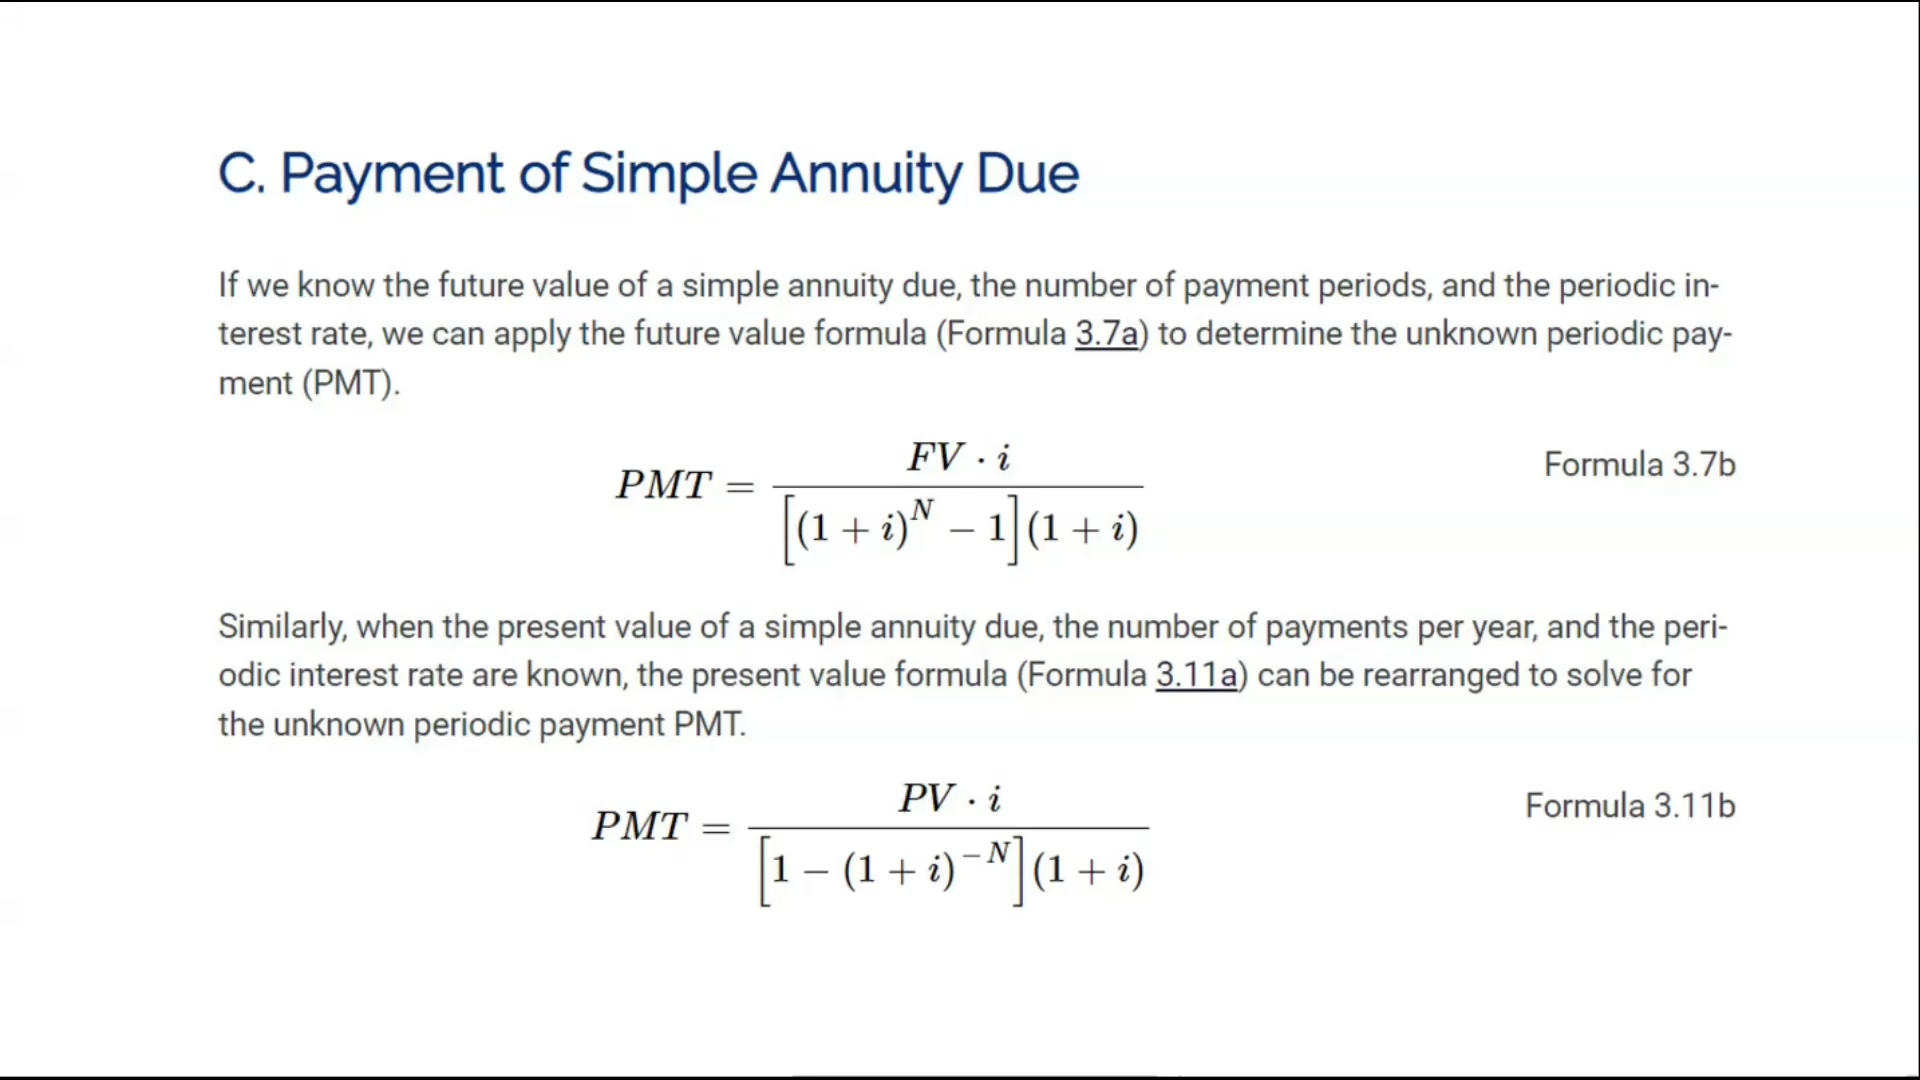 C. Payment of Simple Annuity Due
If we know the future value of a simple annuity due, the number of payment periods, and the periodic in-
terest rate, we can apply the future value formula (Formula 3.7a) to determine the unknown periodic pay-
ment (PMT).
PMT = \frac{FV · i}{[(1 + i)^N − 1](1 + i)} Formula 3.7b
Similarly, when the present value of a simple annuity due, the number of payments per year, and the peri-
odic interest rate are known, the present value formula (Formula 3.11a) can be rearranged to solve for
the unknown periodic payment PMT.
PMT = \frac{PV · i}{[1 − (1 + i)^{−N}](1 + i)} Formula 3.11b